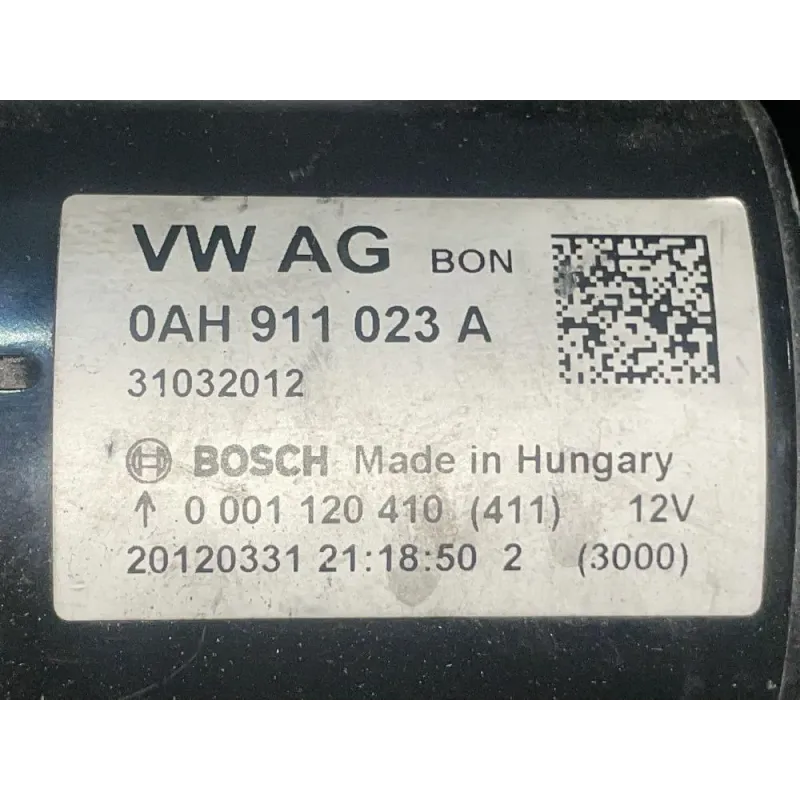 VW AG BON
0AH 911 023 A
31032012
BOSCH Made in Hungary
↑ 0 001 120 410 (411) 12V
20120331 21:18:50 2 (3000)